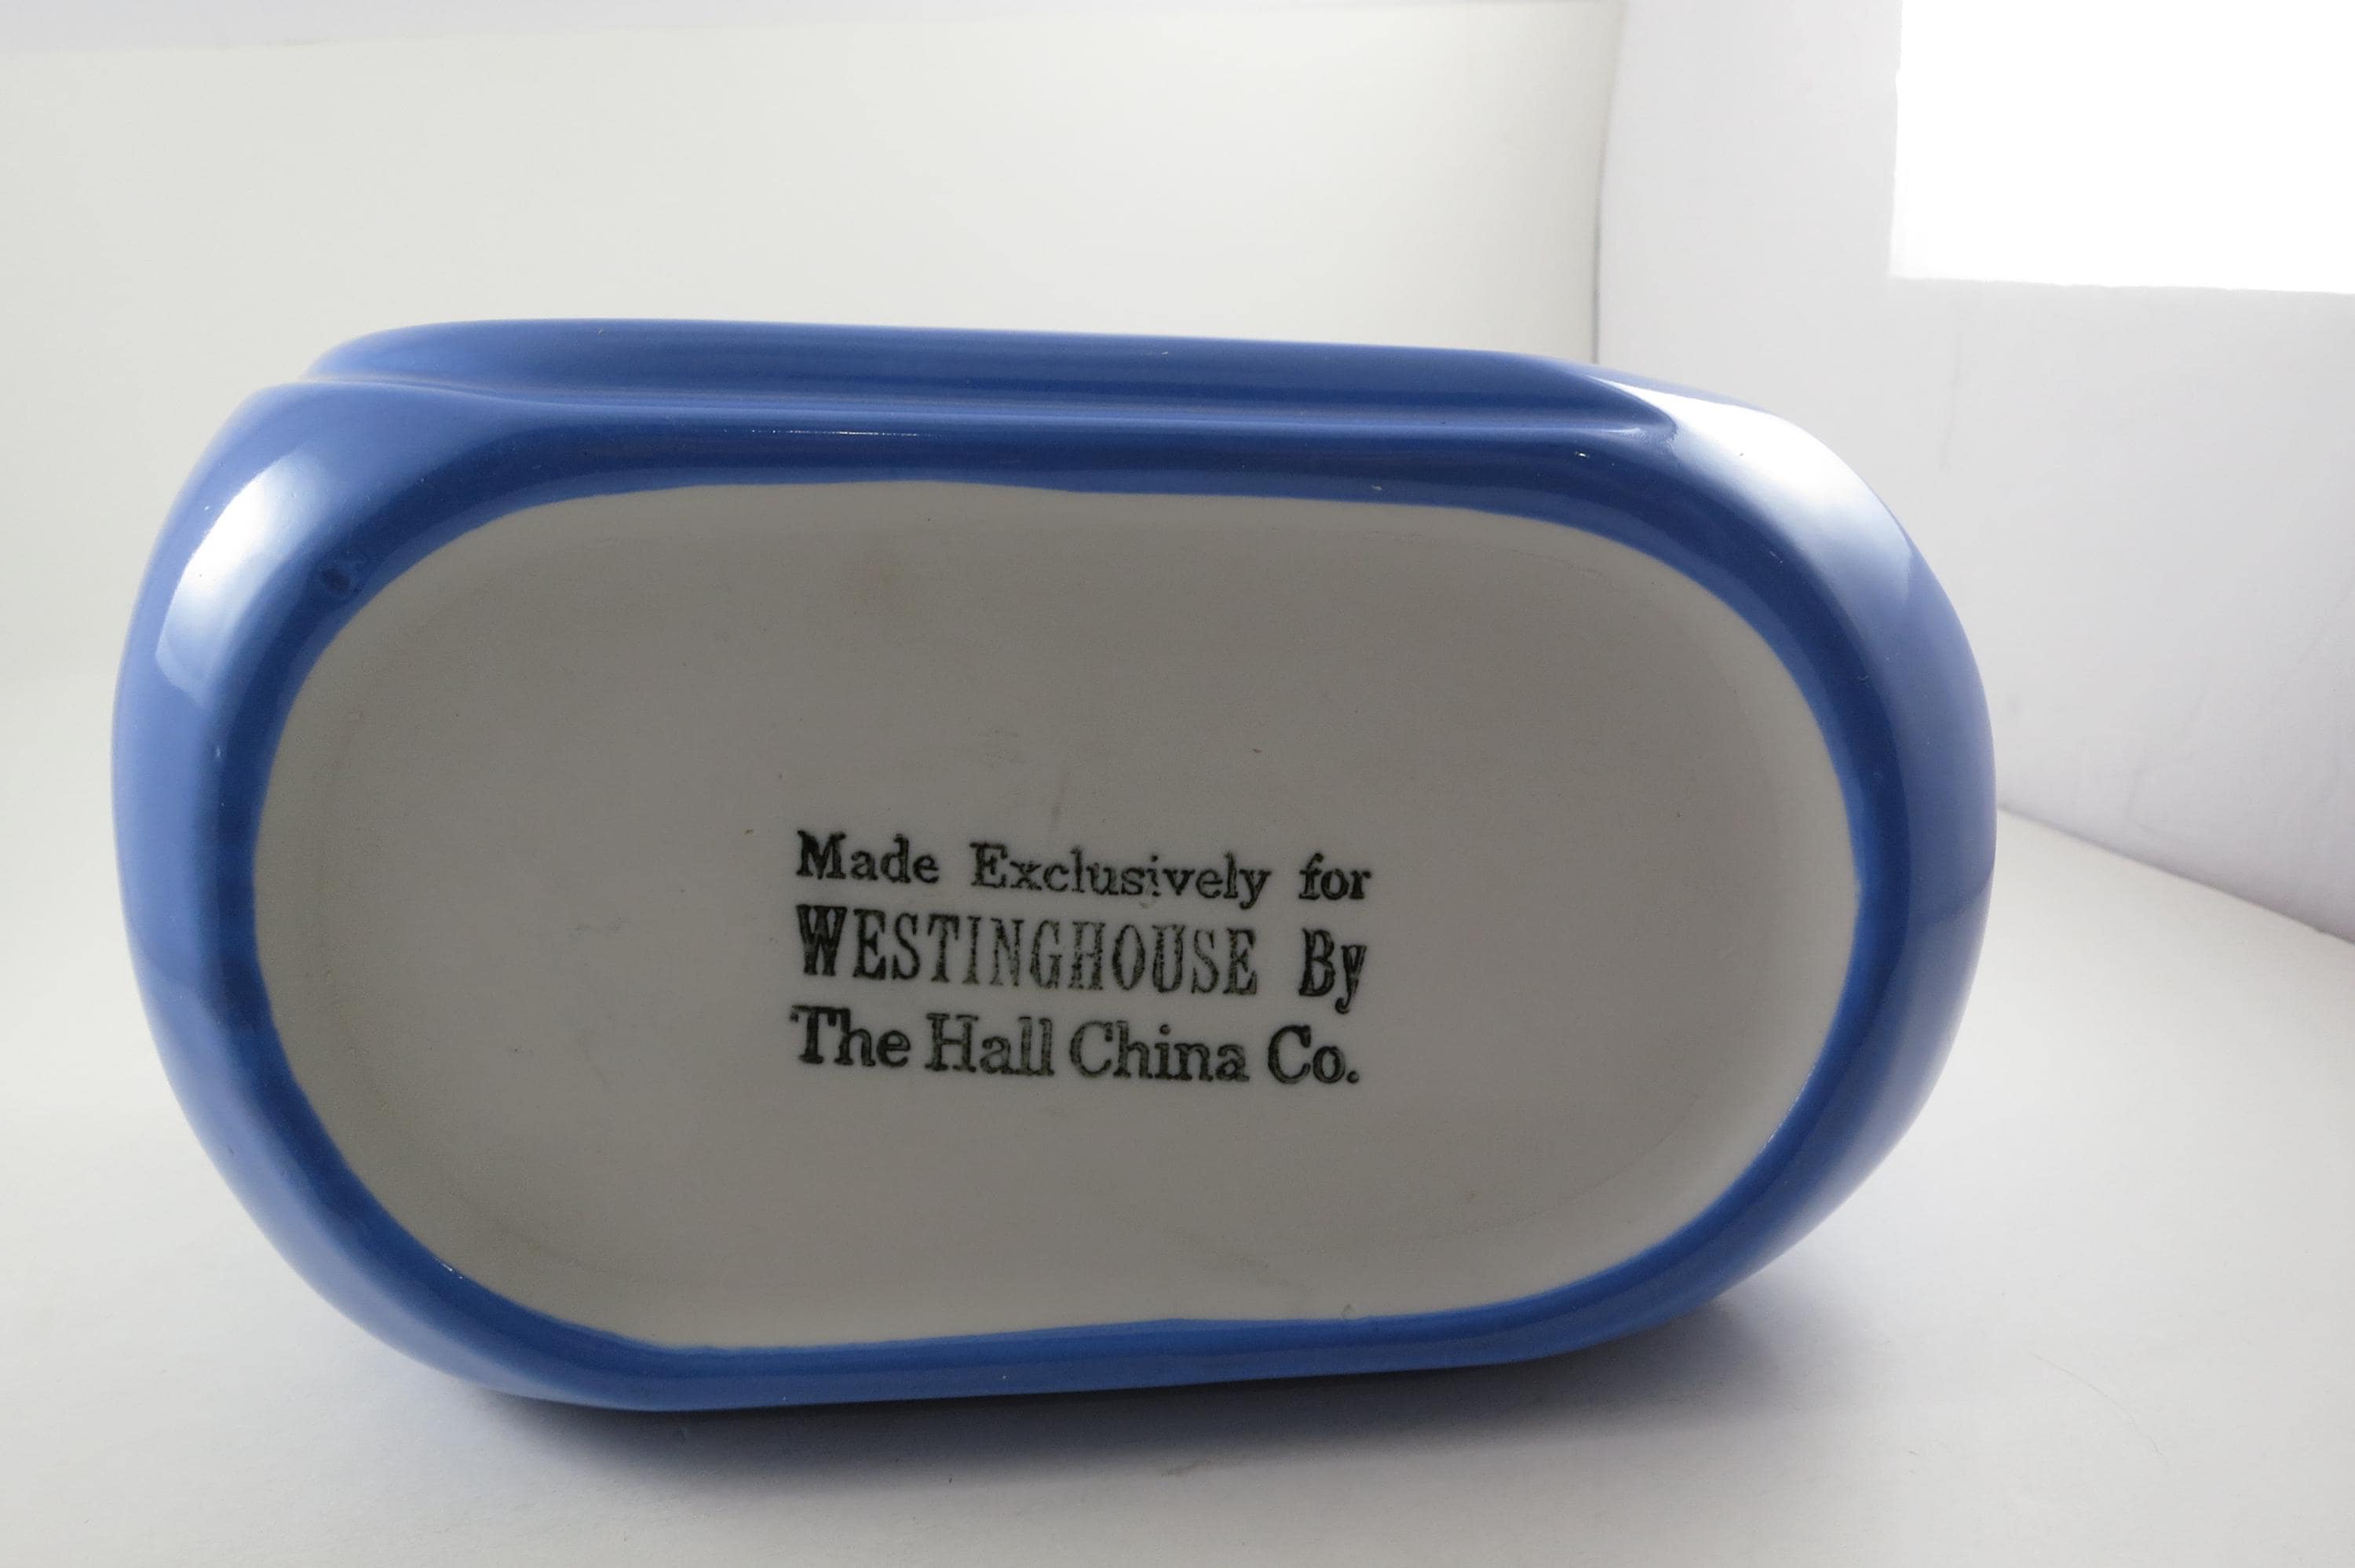 Made Exclusively for
WESTINGHOUSE By
The Hall China Co.